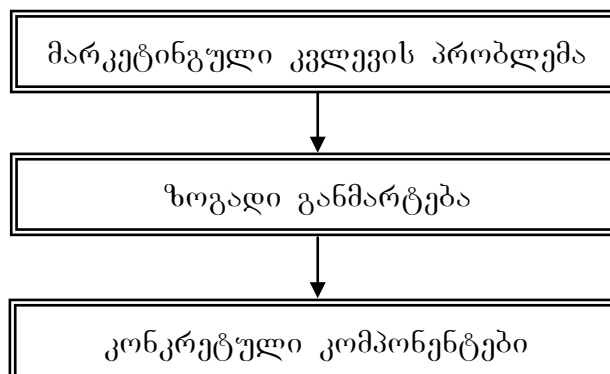 მარკეტინგული კვლევის პრობლემა
ზოგადი განმარტება
კონკრეტული კომპონენტები